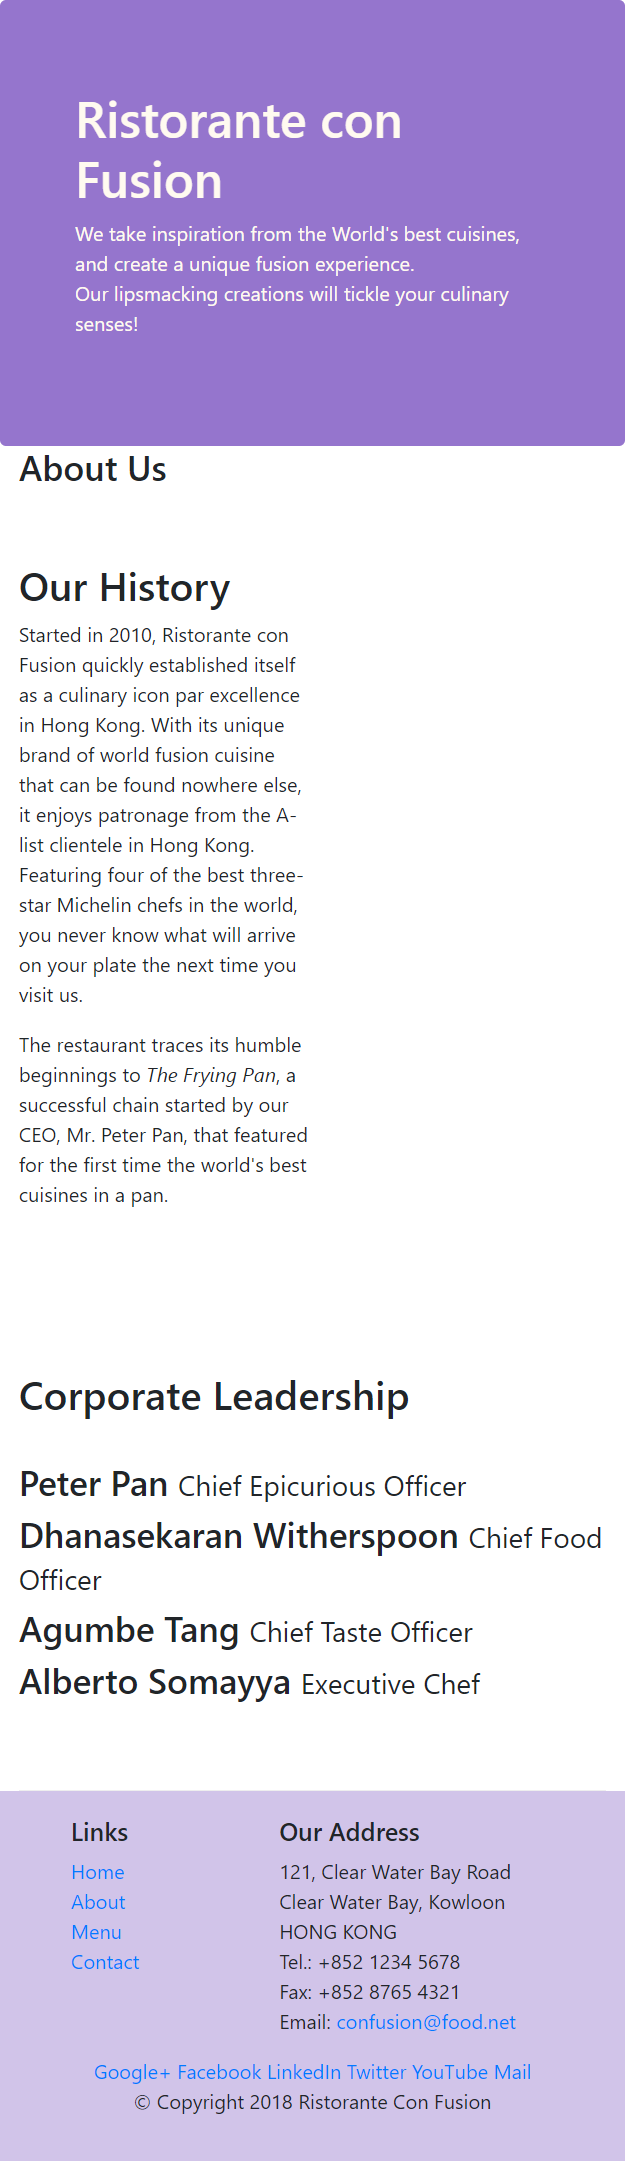 Ristorante con
Fusion
We take inspiration from the World's best cuisines,
and create a unique fusion experience.
Our lipsmacking creations will tickle your culinary
senses!
About Us
Our History
Started in 2010, Ristorante con
Fusion quickly established itself
as a culinary icon par excellence
in Hong Kong. With its unique
brand of world fusion cuisine
that can be found nowhere else,
it enjoys patronage from the A-
list clientele in Hong Kong.
Featuring four of the best three-
star Michelin chefs in the world,
you never know what will arrive
on your plate the next time you
visit us.
The restaurant traces its humble
beginnings to The Frying Pan, a
successful chain started by our
CEO, Mr. Peter Pan, that featured
for the first time the world's best
cuisines in a pan.
Corporate Leadership
Peter Pan Chief Epicurious Officer
Dhanasekaran Witherspoon Chief Food
Officer
Agumbe Tang Chief Taste Officer
Alberto Somayya Executive Chef
Links
Home
About
Menu
Contact
Our Address
121, Clear Water Bay Road
Clear Water Bay, Kowloon
HONG KONG
Tel.: +852 1234 5678
Fax: +852 8765 4321
Email: confusion@food.net
Google+ Facebook LinkedIn Twitter YouTube Mail
© Copyright 2018 Ristorante Con Fusion